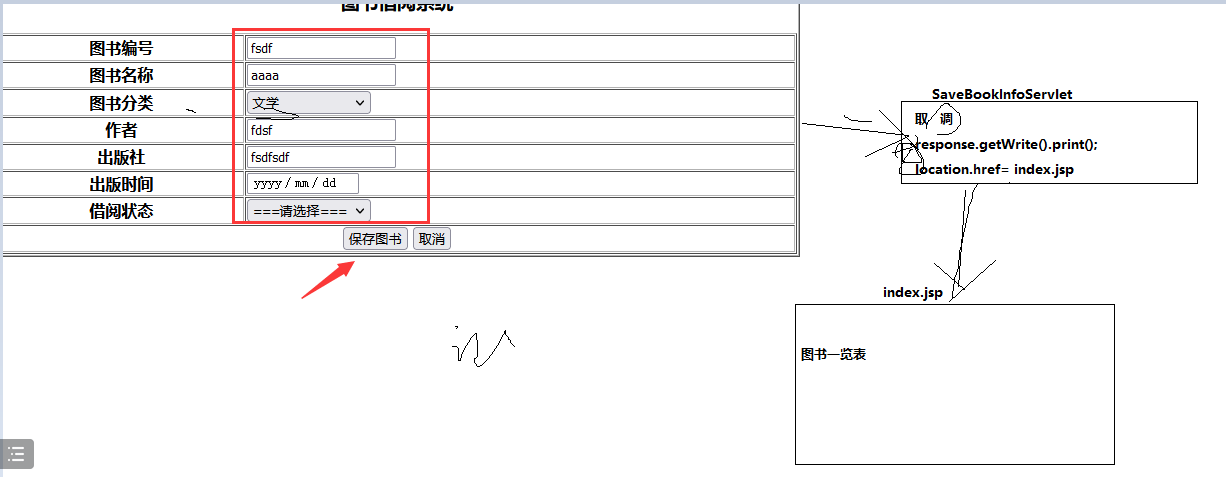 图书借阅系统
图书编号 fsdf
图书名称 aaaa
图书分类 文学
作者 fdsf
出版社 fsdfsdf
出版时间 yyyy / mm / dd
借阅状态 ===请选择===
保存图书 取消
SaveBookInfoServlet
取 调
response.getWrite().print();
location.href= index.jsp
index.jsp
图书一览表